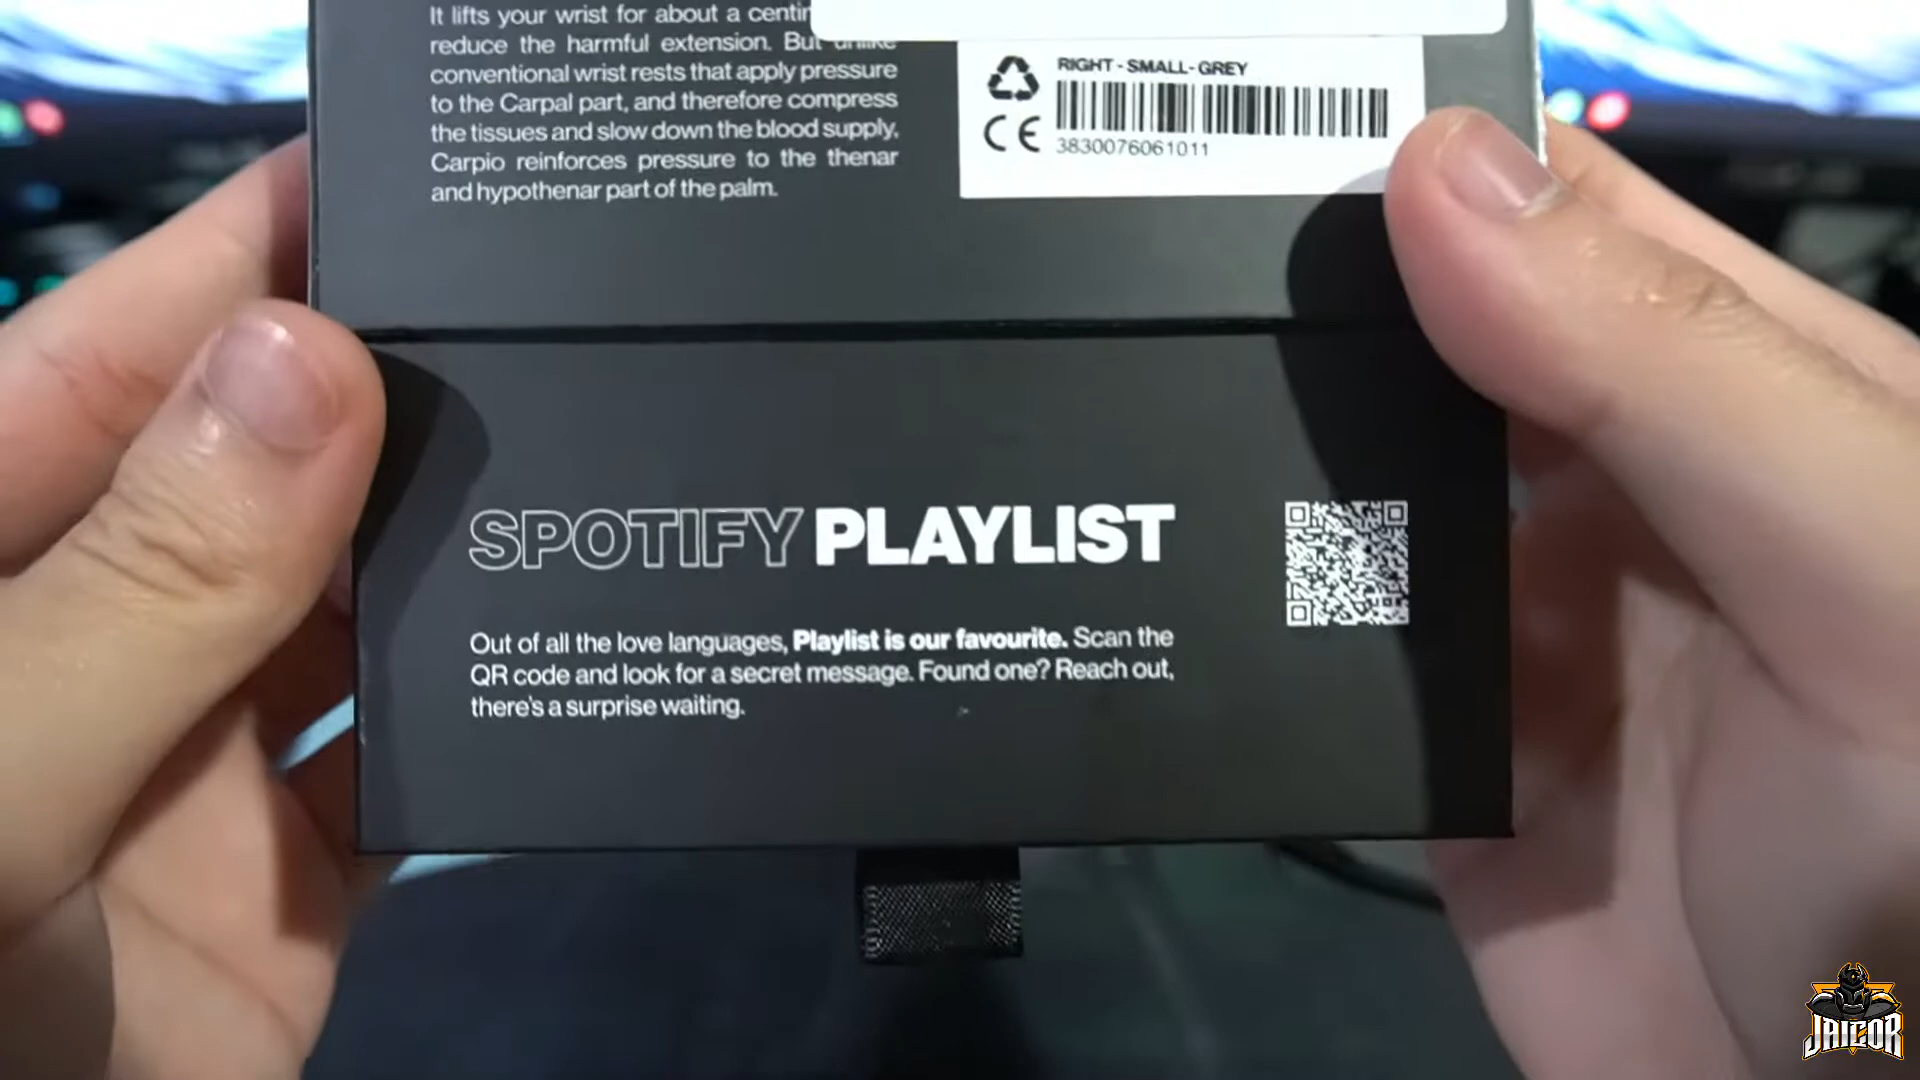 It lifts your wrist for about a
reduce the harmful extension. But unlike
conventional wrist rests that apply pressure
to the Carpal part, and therefore compress
the tissues and slow down the blood supply,
Carpio reinforces pressure to the thenar
and hypothenar part of the palm.
RIGHT - SMALL - GREY
CE
3830076061011
SPOTIFY PLAYLIST
Out of all the love languages, Playlist is our favourite. Scan the
QR code and look for a secret message. Found one? Reach out,
there's a surprise waiting.
JAICOR